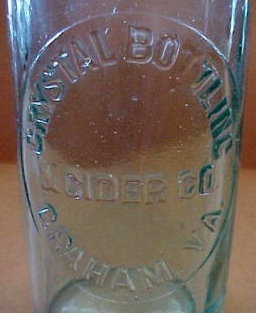 CRYSTAL BOTTLING
& CIDER CO
GRAHAM, VA